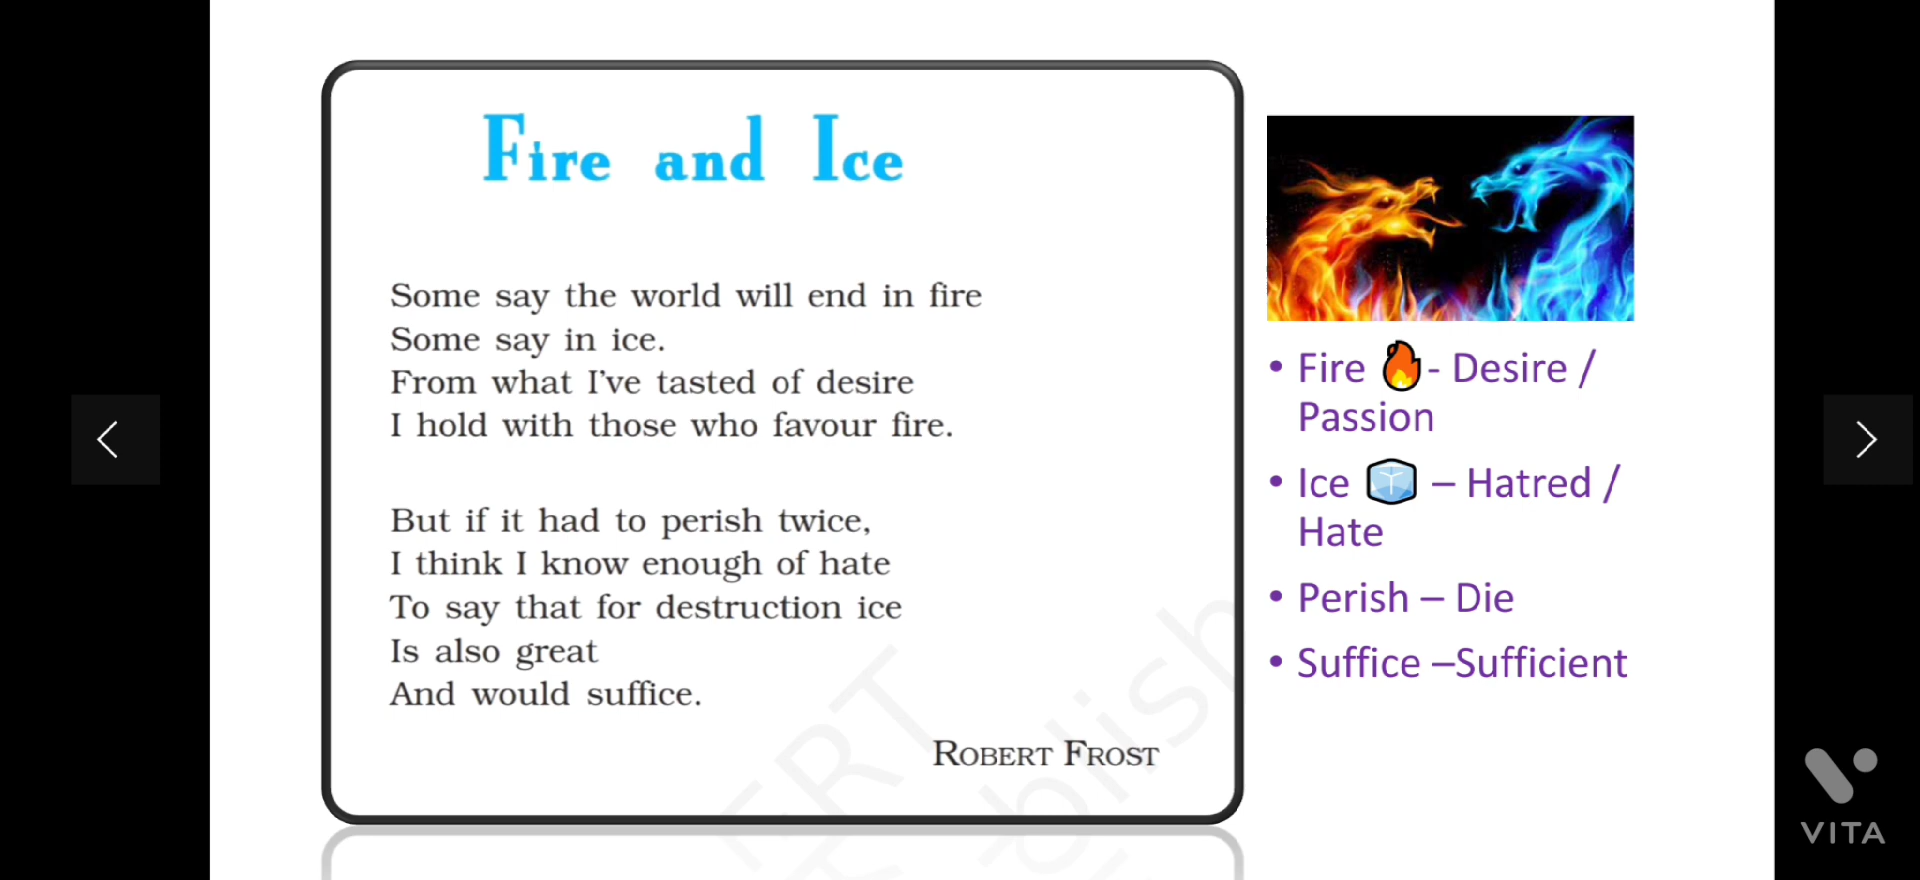 Fire and Ice
Some say the world will end in fire
Some say in ice.
From what I've tasted of desire
I hold with those who favour fire.
But if it had to perish twice,
I think I know enough of hate
To say that for destruction ice
Is also great
And would suffice.
ROBERT FROST
• Fire 🔥- Desire /
Passion
• Ice 🧊 – Hatred /
Hate
• Perish – Die
• Suffice –Sufficient
VITA